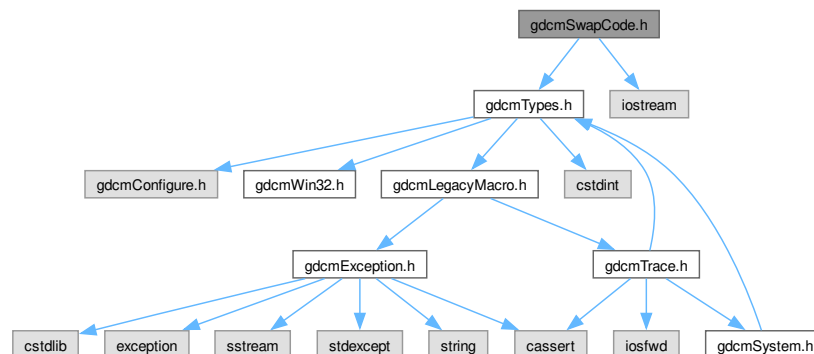 gdcmSwapCode.h
gdcmTypes.h
iostream
gdcmConfigure.h
gdcmWin32.h
gdcmLegacyMacro.h
cstdint
gdcmException.h
gdcmTrace.h
cstdlib
exception
sstream
stdexcept
string
cassert
iosfwd
gdcmSystem.h